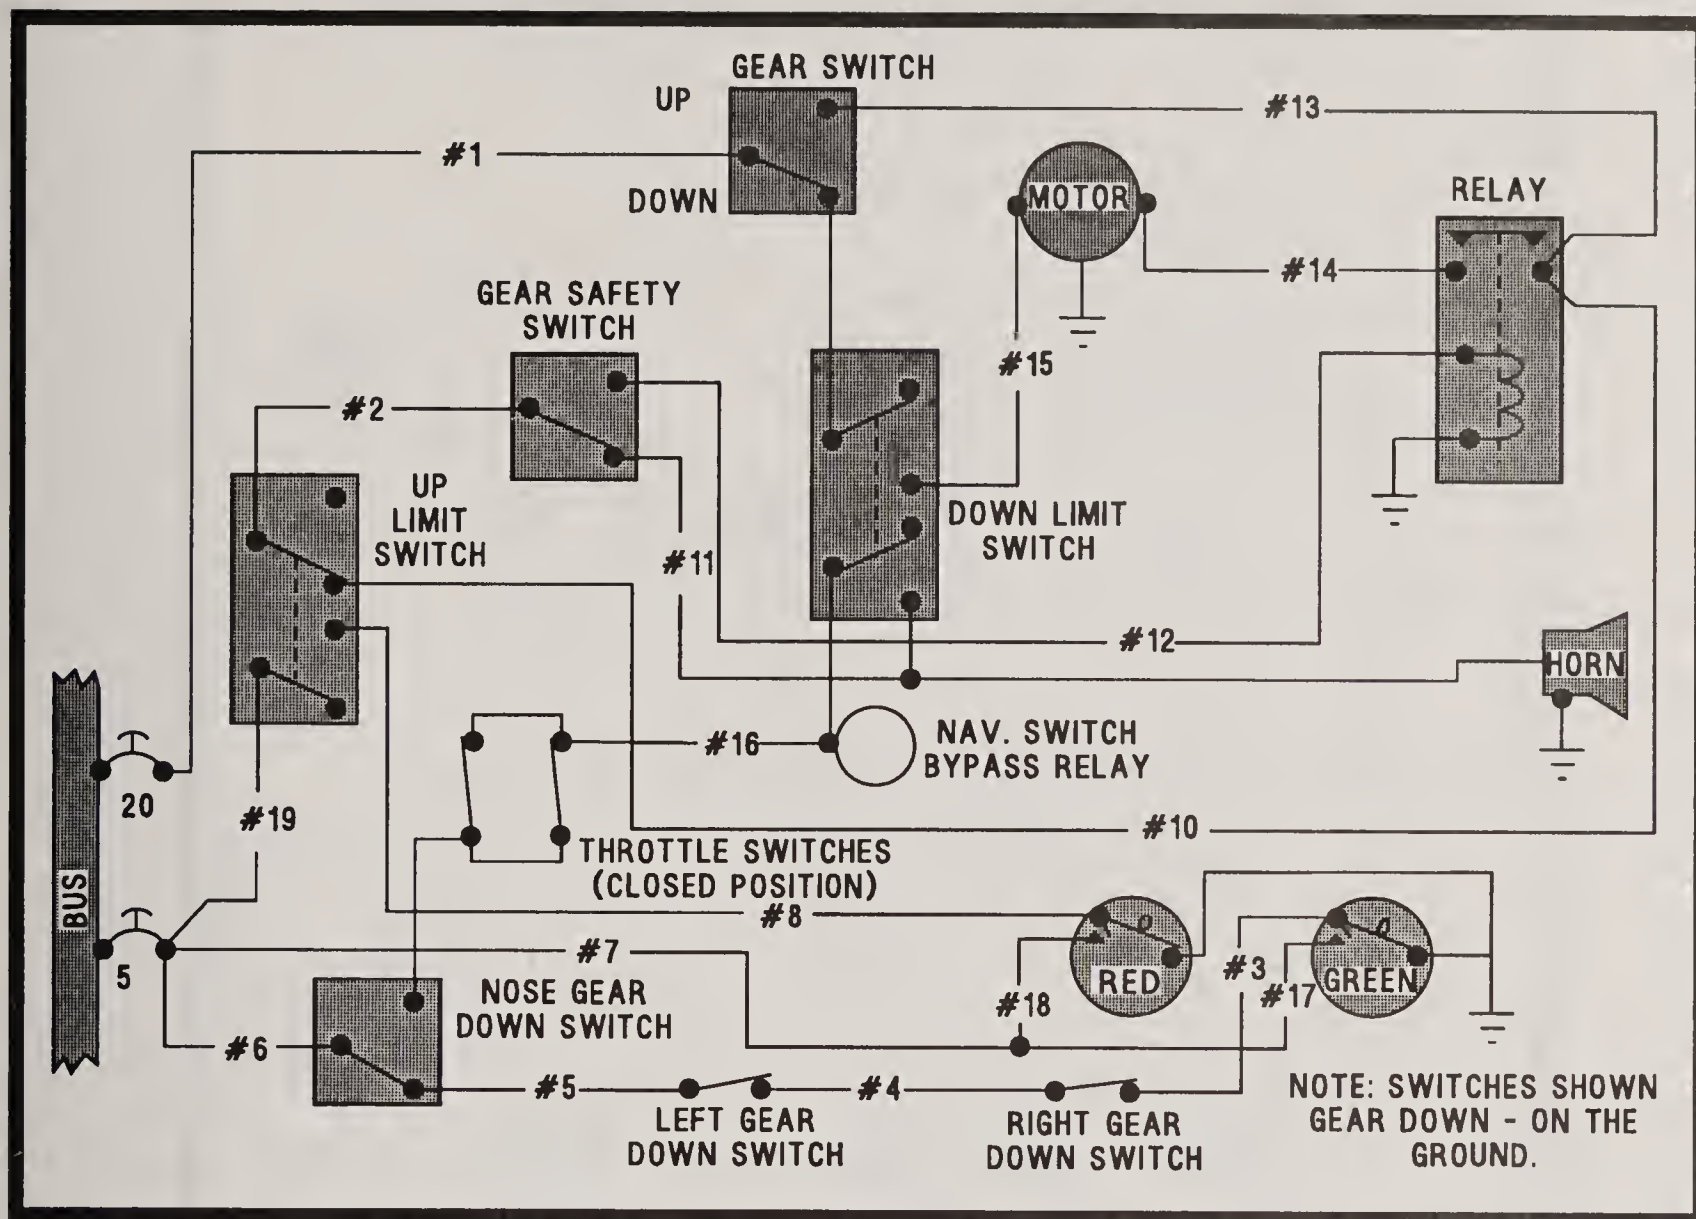 GEAR SWITCH
UP
#13
#1
MOTOR
RELAY
DOWN
#14
GEAR SAFETY
SWITCH
#15
#2
UP
LIMIT
SWITCH
DOWN LIMIT
SWITCH
#11
#12
HORN
NAV. SWITCH
BYPASS RELAY
#16
20
#19
#10
THROTTLE SWITCHES
(CLOSED POSITION)
BUS
#8
#7
5
RED
#3
GREEN
#17
#18
NOSE GEAR
DOWN SWITCH
#6
#5
#4
LEFT GEAR
DOWN SWITCH
RIGHT GEAR
DOWN SWITCH
NOTE: SWITCHES SHOWN
GEAR DOWN - ON THE
GROUND.